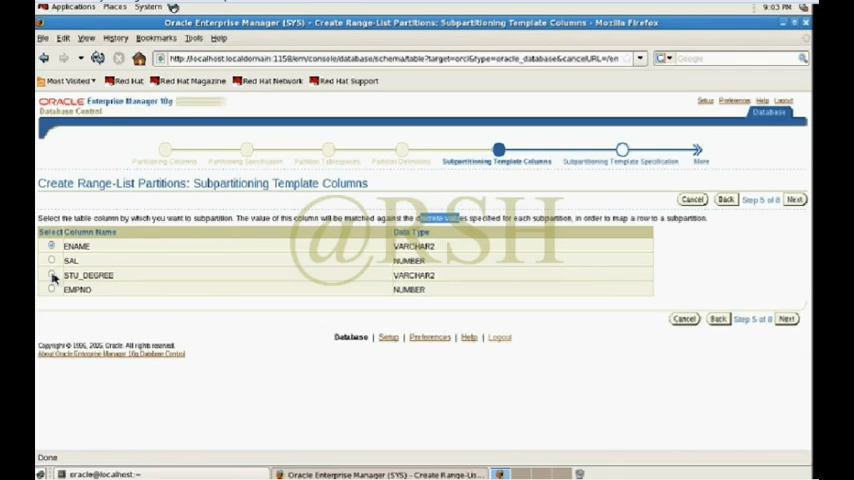 Applications Places System 9:03 PM
Oracle Enterprise Manager (SYS) - Create Range-List Partitions: Subpartitioning Template Columns - Mozilla Firefox
File Edit View History Bookmarks Tools Help
http://localhost.localdomain:1158/em/console/database/schema/table?target=orcl&type=oracle_database&cancelURL=/em Google
Most Visited Red Hat Red Hat Magazine Red Hat Network Red Hat Support
ORACLE Enterprise Manager 10g Setup Preferences Help Logout
Database Control Database
Partitioning Columns Partitioning Specification Partition Tablespaces Partition Definitions Subpartitioning Template Columns Subpartitioning Template Specification More
Create Range-List Partitions: Subpartitioning Template Columns
Cancel Back Step 5 of 8 Next
Select the table column by which you want to subpartition. The value of this column will be matched against the discrete values specified for each subpartition, in order to map a row to a subpartition.
Select Column Name Data Type
ENAME VARCHAR2
SAL NUMBER
STU_DEGREE VARCHAR2
EMPNO NUMBER
@RSH
Cancel Back Step 5 of 8 Next
Database | Setup | Preferences | Help | Logout
Copyright © 1996, 2005, Oracle. All rights reserved.
About Oracle Enterprise Manager 10g Database Control
Done
oracle@localhost:~ Oracle Enterprise Manager (SYS) - Create Range-Lis...